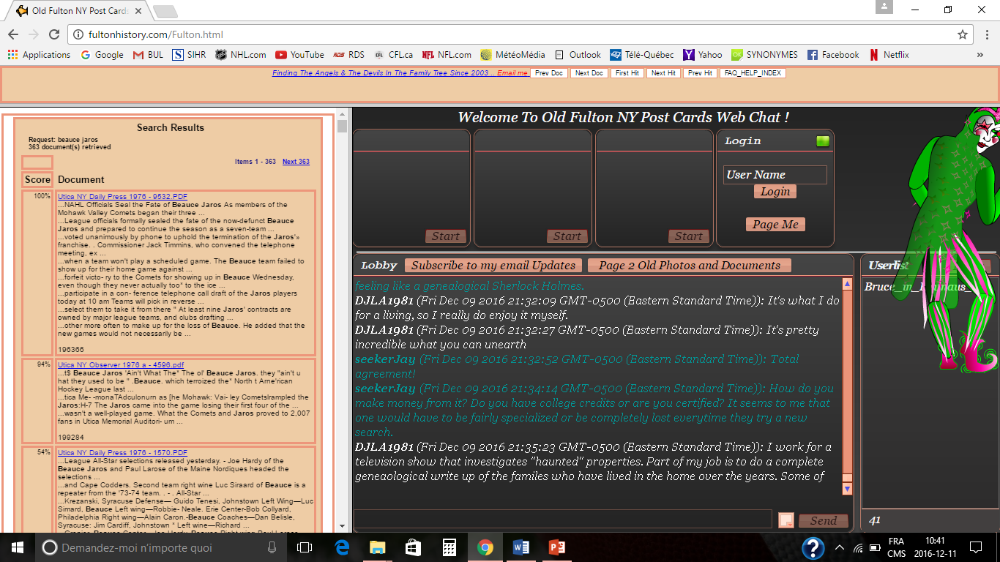 Old Fulton NY Post Cards
fultonhistory.com/Fulton.html
Applications Google BUL SIHR NHL.com YouTube RDS CFL.ca NFL.com MétéoMédia Outlook Télé-Québec Yahoo SYNONYMES Facebook Netflix »
Finding The Angels & The Devils In The Family Tree Since 2003... Email me Prev Doc Next Doc First Hit Next Hit Prev Hit FAQ_HELP_INDEX
Search Results
Request: beauce jaros
363 document(s) retrieved
Items 1 - 363 Next 363
Score Document
100% Utica NY Daily Press 1976 - 9532.PDF
...NAHL Officials Seal the Fate of Beauce Jaros As members of the
Mohawk Valley Comets began their three ...
...League officials formally sealed the fate of the now-defunct Beauce
Jaros and prepared to continue the season as a seven-team ...
...voted unanimously by phone to uphold the termination of the Jaros'»
franchise. . Commissioner Jack Timmins, who convened the telephone
meeting, ex ...
...when a team won't play a scheduled game. The Beauce team failed to
show up for their home game against ...
...forfeit victo- ry to the Comets for showing up in Beauce Wednesday,
even though they never actually too* to the ice ...
...participate in a con- ference telephone call draft of the Jaros players
today at 10 am Teams will pick in reverse ...
...select them to take it from there " At least nine Jaros' contracts are
owned by major league teams, and clubs drafting ...
...other more often to make up for the loss of Beauce. He added that the
new games would not necessarily be ...
196366
94% Utica NY Observer 1976 a - 4596.pdf
...t$ Beauce Jaros 'Ain't What The* The ol' Beauce Jaros. they "ain't u
hat they used to be " .Beauce. which terroized the* North t Ame'rican
Hockey League last ...
...tica Me- -monaTAdculonum as [he Mohawk: Vai- ley Cometslrampled the
Jaros:H-7 The Jaros came into the game losing their first four of the ...
...wasn't a well-played game. What the Comets and Jaros proved to 2,007
fans in Utica Memorial Auditori- um ...
199284
54% Utica NY Daily Press 1976 - 1570.PDF
...League All-Star selections released yesterday. - Joe Hardy of the
Beauce Jaros and Paul Larose of the Maine Nordiques headed the
selections ...
...and Cape Codders. Second team right wine Luc Siraard of Beauce is a
repeater from the '73-74 team. . - . All-Star ...
...Krezanski, Syracuse Defense— Guido Tenesi, Johnstown Left Wing—Luc
Simard, Beauce Left wing—Robbie- Neale. Erie Center-Bob Collyard,
Philadelphia Right wing—Alain Caron.-Beauce Coaches—Dan Belisle,
Syracuse: Jim Cardiff, Johnstown * Left wine—Richard ...
Welcome To Old Fulton NY Post Cards Web Chat !
Start
Start
Start
Login
User Name
Login
Page Me
Lobby Subscribe to my email Updates Page 2 Old Photos and Documents
feeling like a genealogical Sherlock Holmes.
DJLA1981 (Fri Dec 09 2016 21:32:09 GMT-0500 (Eastern Standard Time)): It's what I do
for a living, so I really do enjoy it myself.
DJLA1981 (Fri Dec 09 2016 21:32:27 GMT-0500 (Eastern Standard Time)): It's pretty
incredible what you can unearth
seekerJay (Fri Dec 09 2016 21:32:52 GMT-0500 (Eastern Standard Time)): Total
agreement!
seekerJay (Fri Dec 09 2016 21:34:14 GMT-0500 (Eastern Standard Time)): How do you
make money from it? Do you have college credits or are you certified? It seems to me that
one would have to be fairly specialized or be completely lost everytime they try a new
search.
DJLA1981 (Fri Dec 09 2016 21:35:23 GMT-0500 (Eastern Standard Time)): I work for a
television show that investigates "haunted" properties. Part of my job is to do a complete
geneaological write up of the familes who have lived in the home over the years. Some of
Send
Userlist
41
Demandez-moi n'importe quoi
FRA
CMS
10:41
2016-12-11